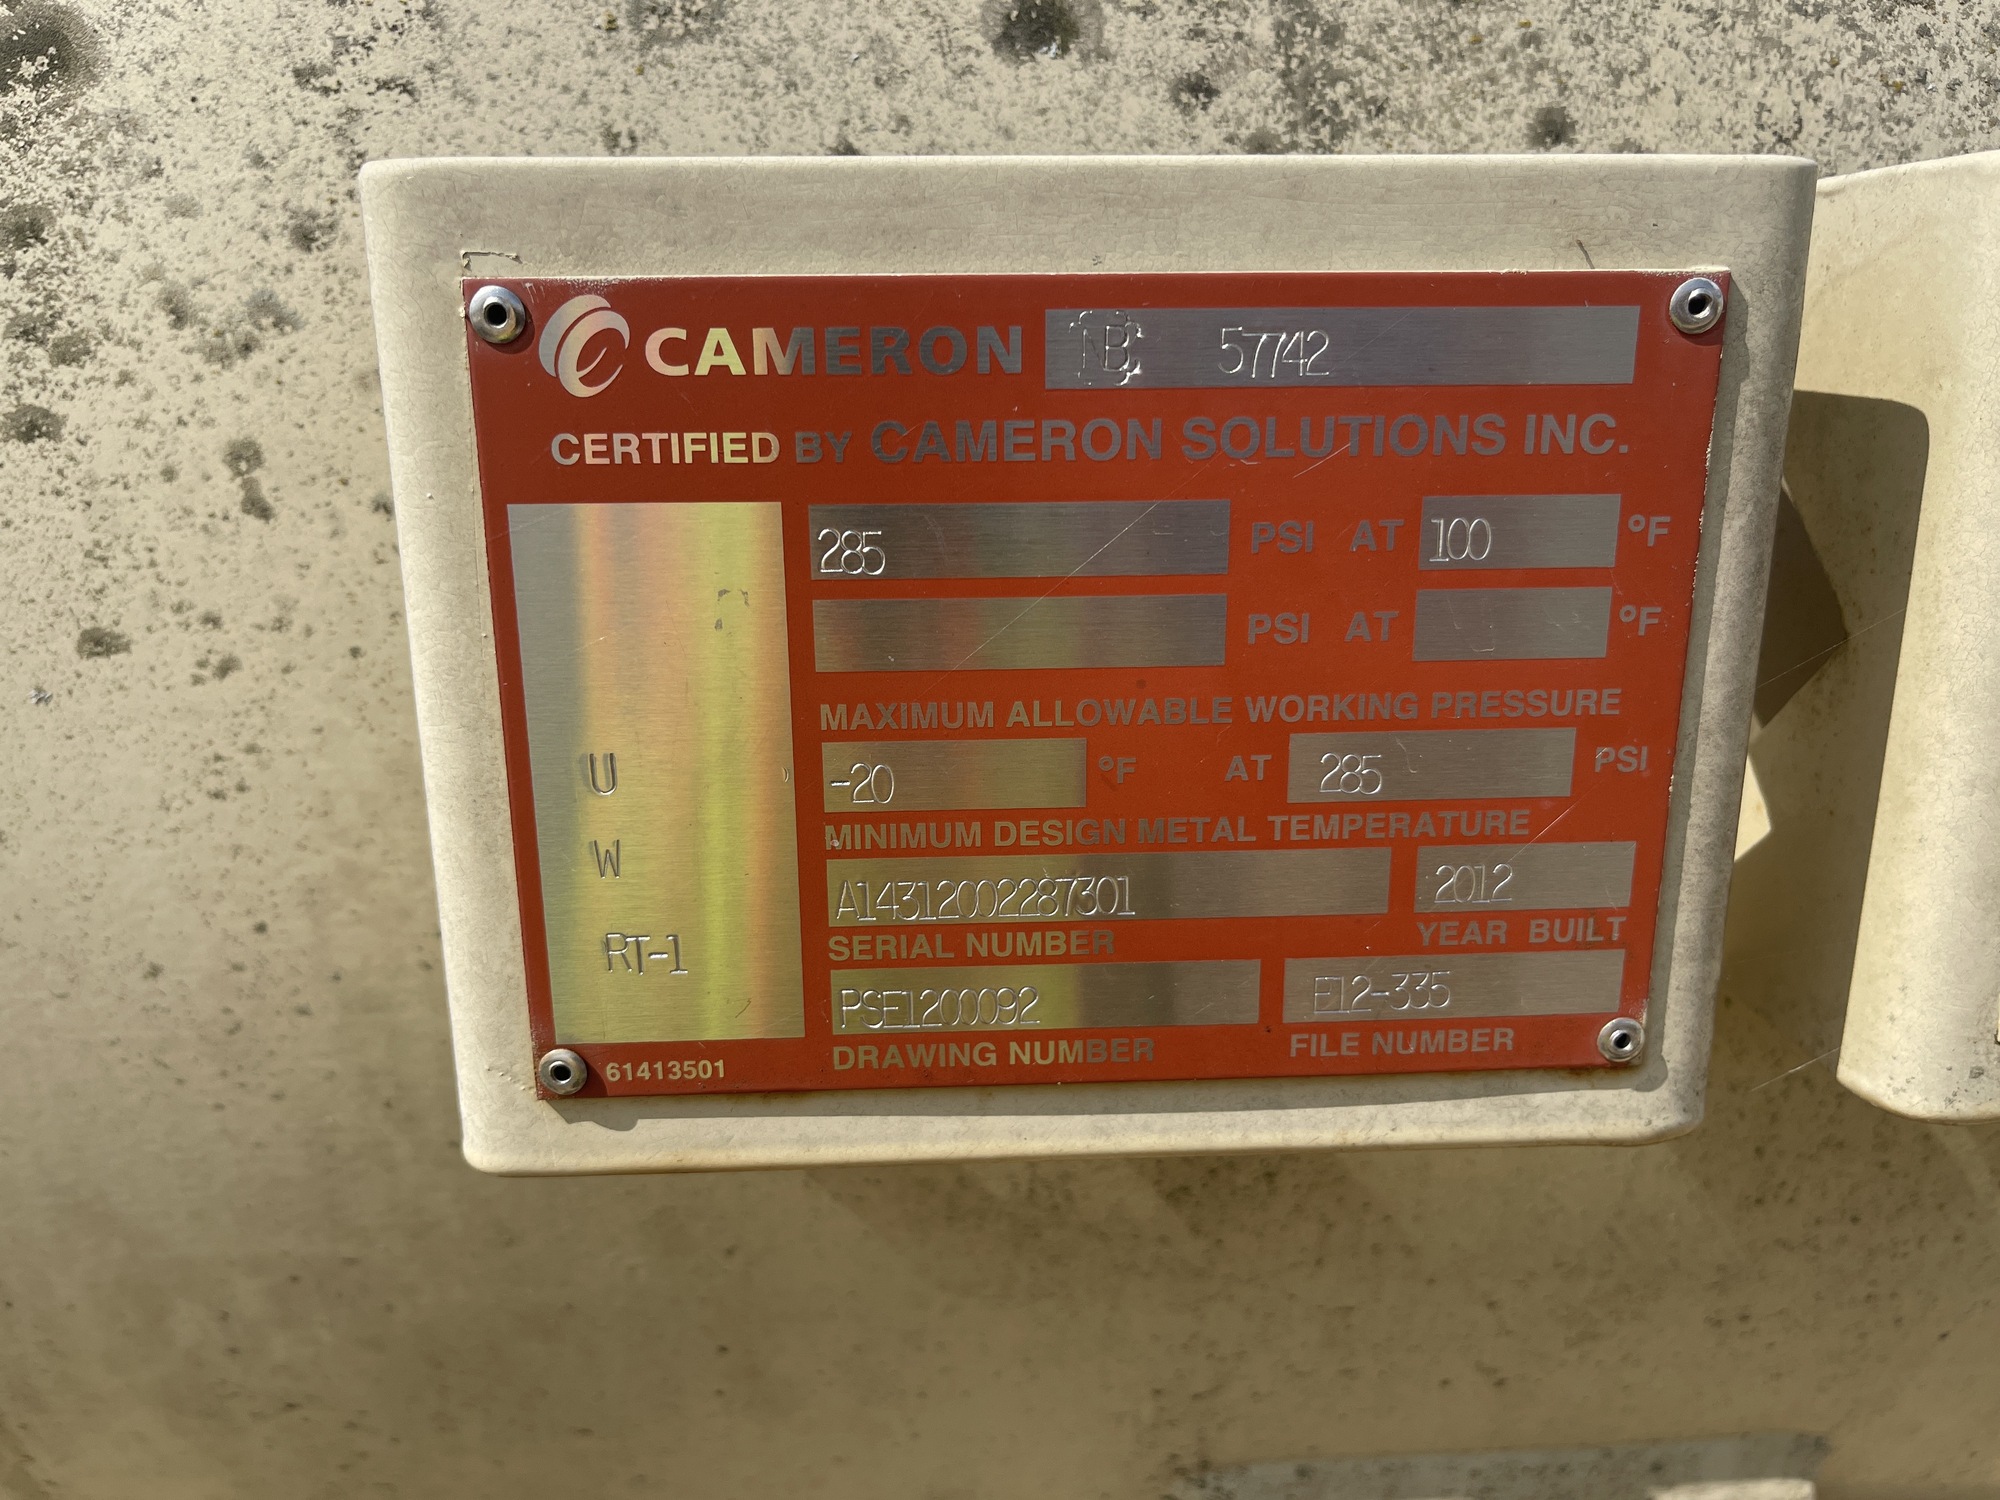 CAMERON NB 57742
CERTIFIED BY CAMERON SOLUTIONS INC.
285 PSI AT 100 °F
PSI AT °F
MAXIMUM ALLOWABLE WORKING PRESSURE
-20 °F AT 285 PSI
MINIMUM DESIGN METAL TEMPERATURE
A14312002287301 2012
SERIAL NUMBER YEAR BUILT
PSE1200092 E12-335
DRAWING NUMBER FILE NUMBER
U
W
RT-1
61413501